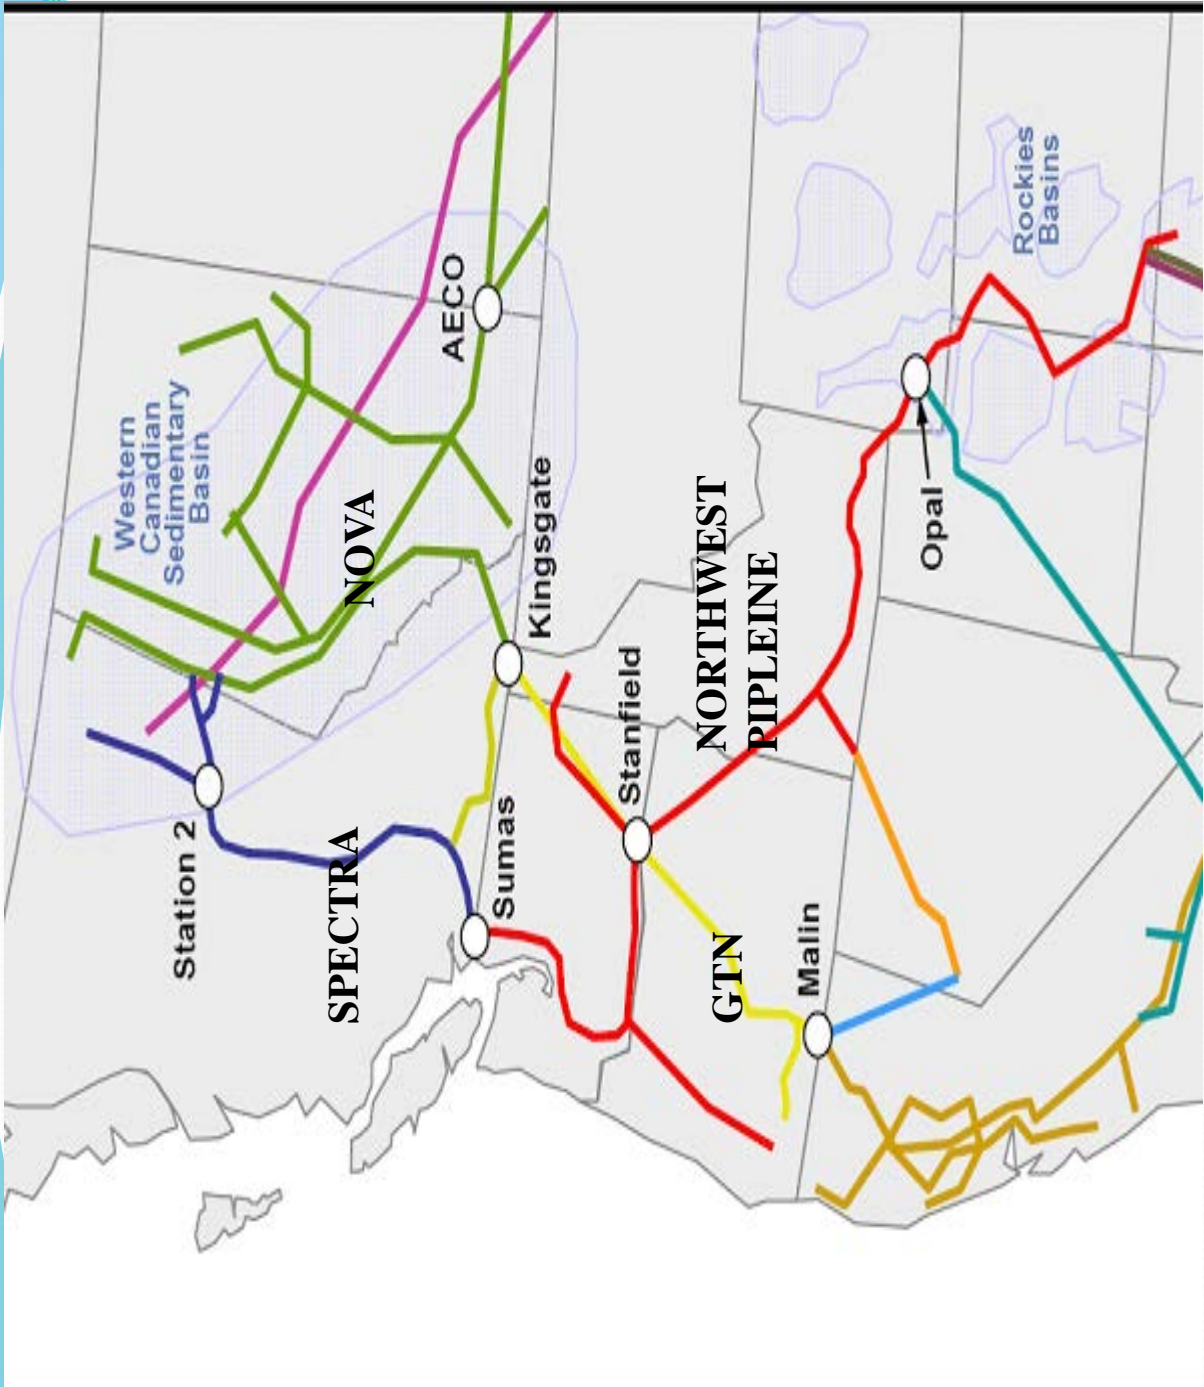 Western
Canadian
Sedimentary
Basin
Station 2
NOVA
SPECTRA
AECO
Kingsgate
Sumas
Stanfield
NORTHWEST
PIPLEINE
GTN
Malin
Opal
Rockies
Basins